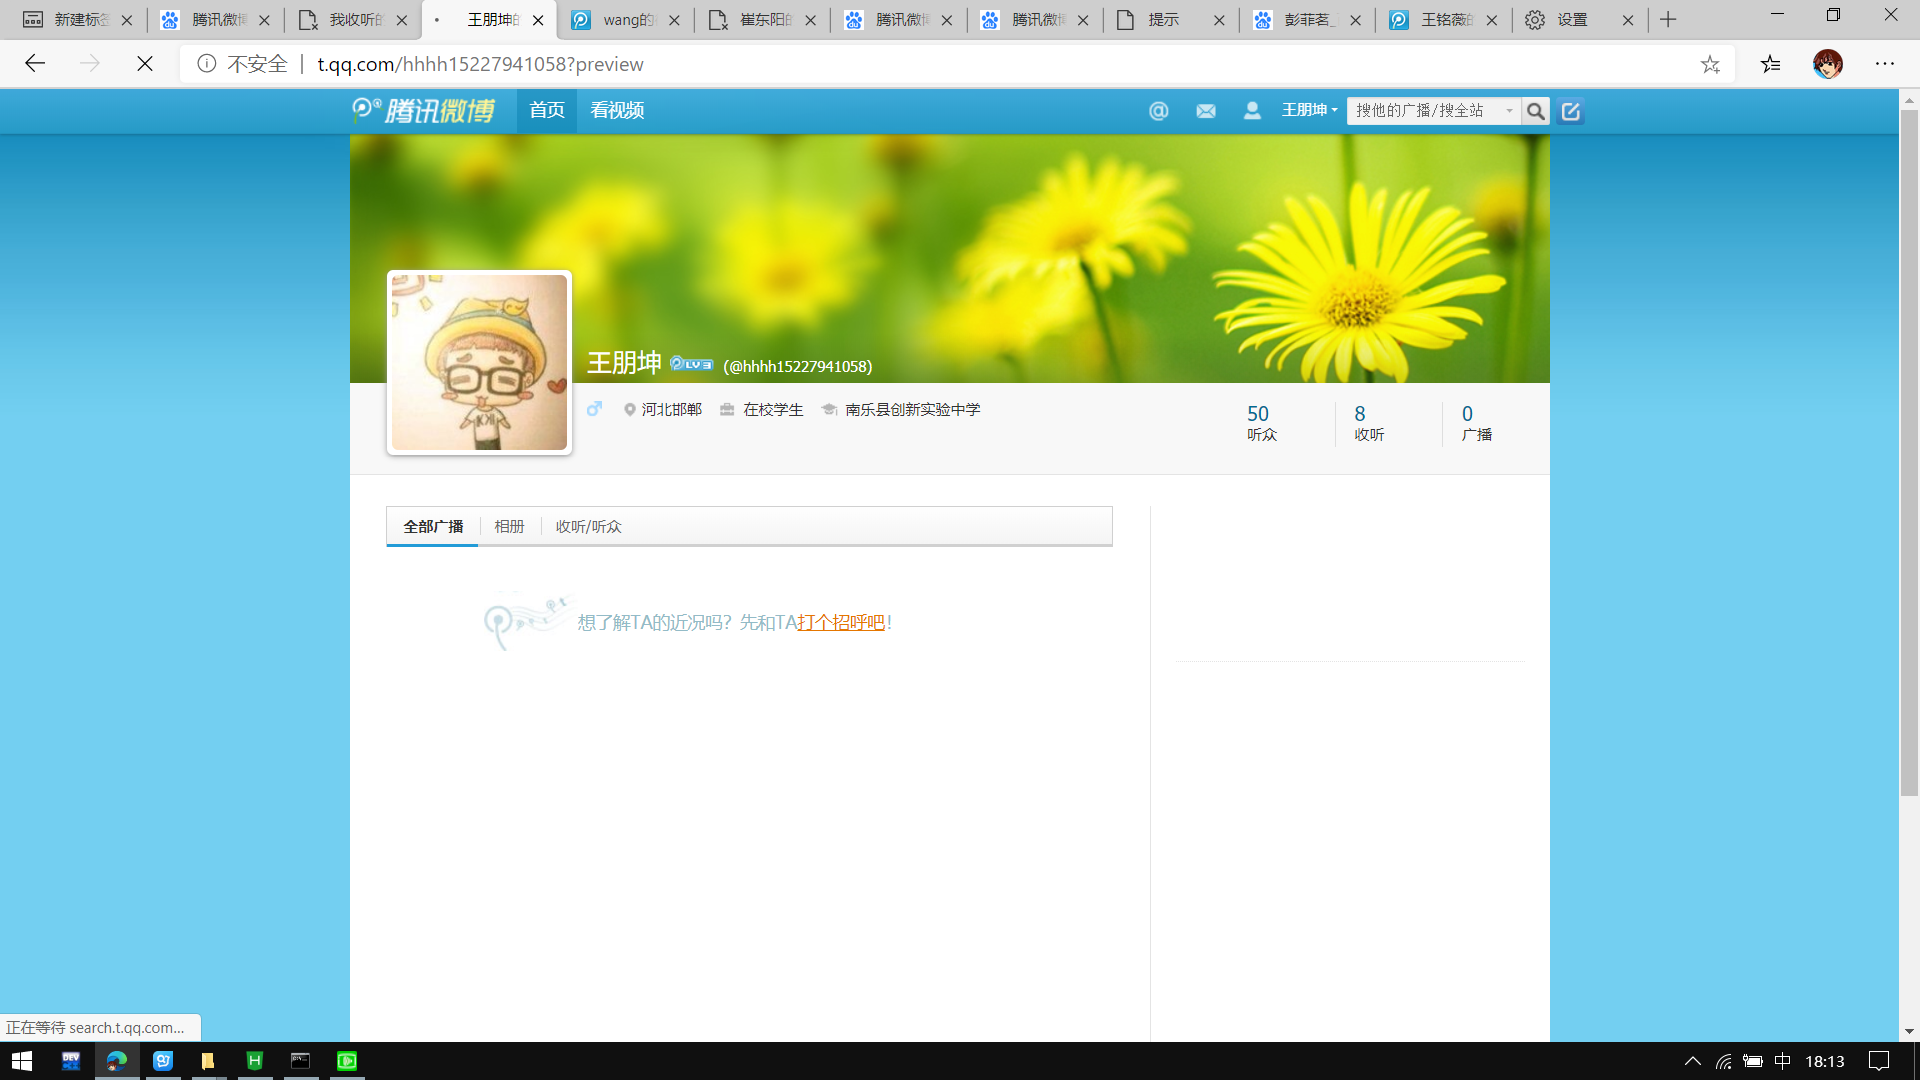 新建标签 腾讯微博 我收听的 王朋坤的 wang的 崔东阳的 腾讯微博 腾讯微博 提示 彭菲茗_ 王铭薇的 设置
不安全 | t.qq.com/hhhh15227941058?preview
腾讯微博 首页 看视频 王朋坤 搜他的广播/搜全站
王朋坤 LV3 (@hhhh15227941058)
河北邯郸 在校学生 南乐县创新实验中学
50 8 0
听众 收听 广播
全部广播 相册 收听/听众
想了解TA的近况吗？先和TA打个招呼吧！
正在等待 search.t.qq.com...
DEV H 中 18:13